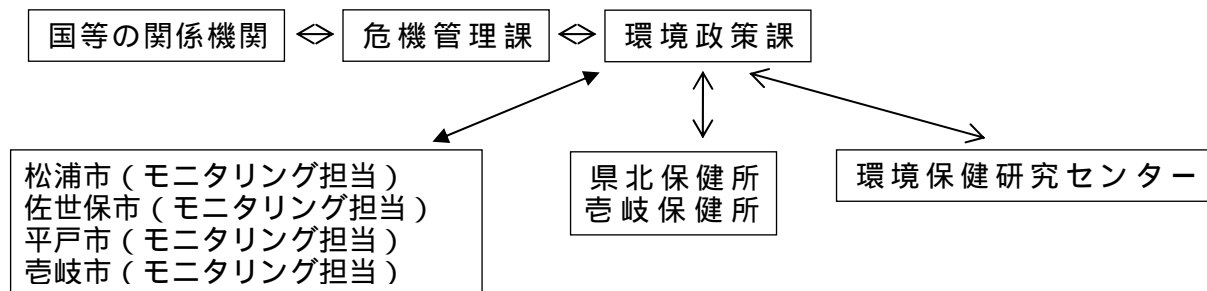 国等の関係機関 ⇔ 危機管理課 ⇔ 環境政策課
松浦市(モニタリング担当)
佐世保市(モニタリング担当)
平戸市(モニタリング担当)
壱岐市(モニタリング担当)
県北保健所
壱岐保健所
環境保健研究センター